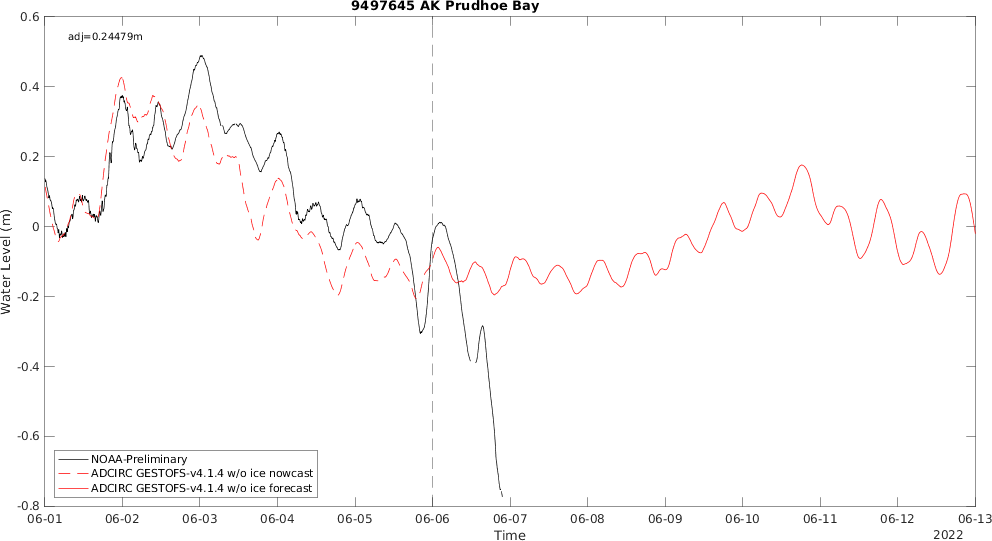 9497645 AK Prudhoe Bay
adj=0.24479m
0.6
0.4
0.2
0
-0.2
-0.4
-0.6
-0.8
Water Level (m)
NOAA-Preliminary
ADCIRC GESTOFS-v4.1.4 w/o ice nowcast
ADCIRC GESTOFS-v4.1.4 w/o ice forecast
06-01 06-02 06-03 06-04 06-05 06-06 06-07 06-08 06-09 06-10 06-11 06-12 06-13
Time
2022